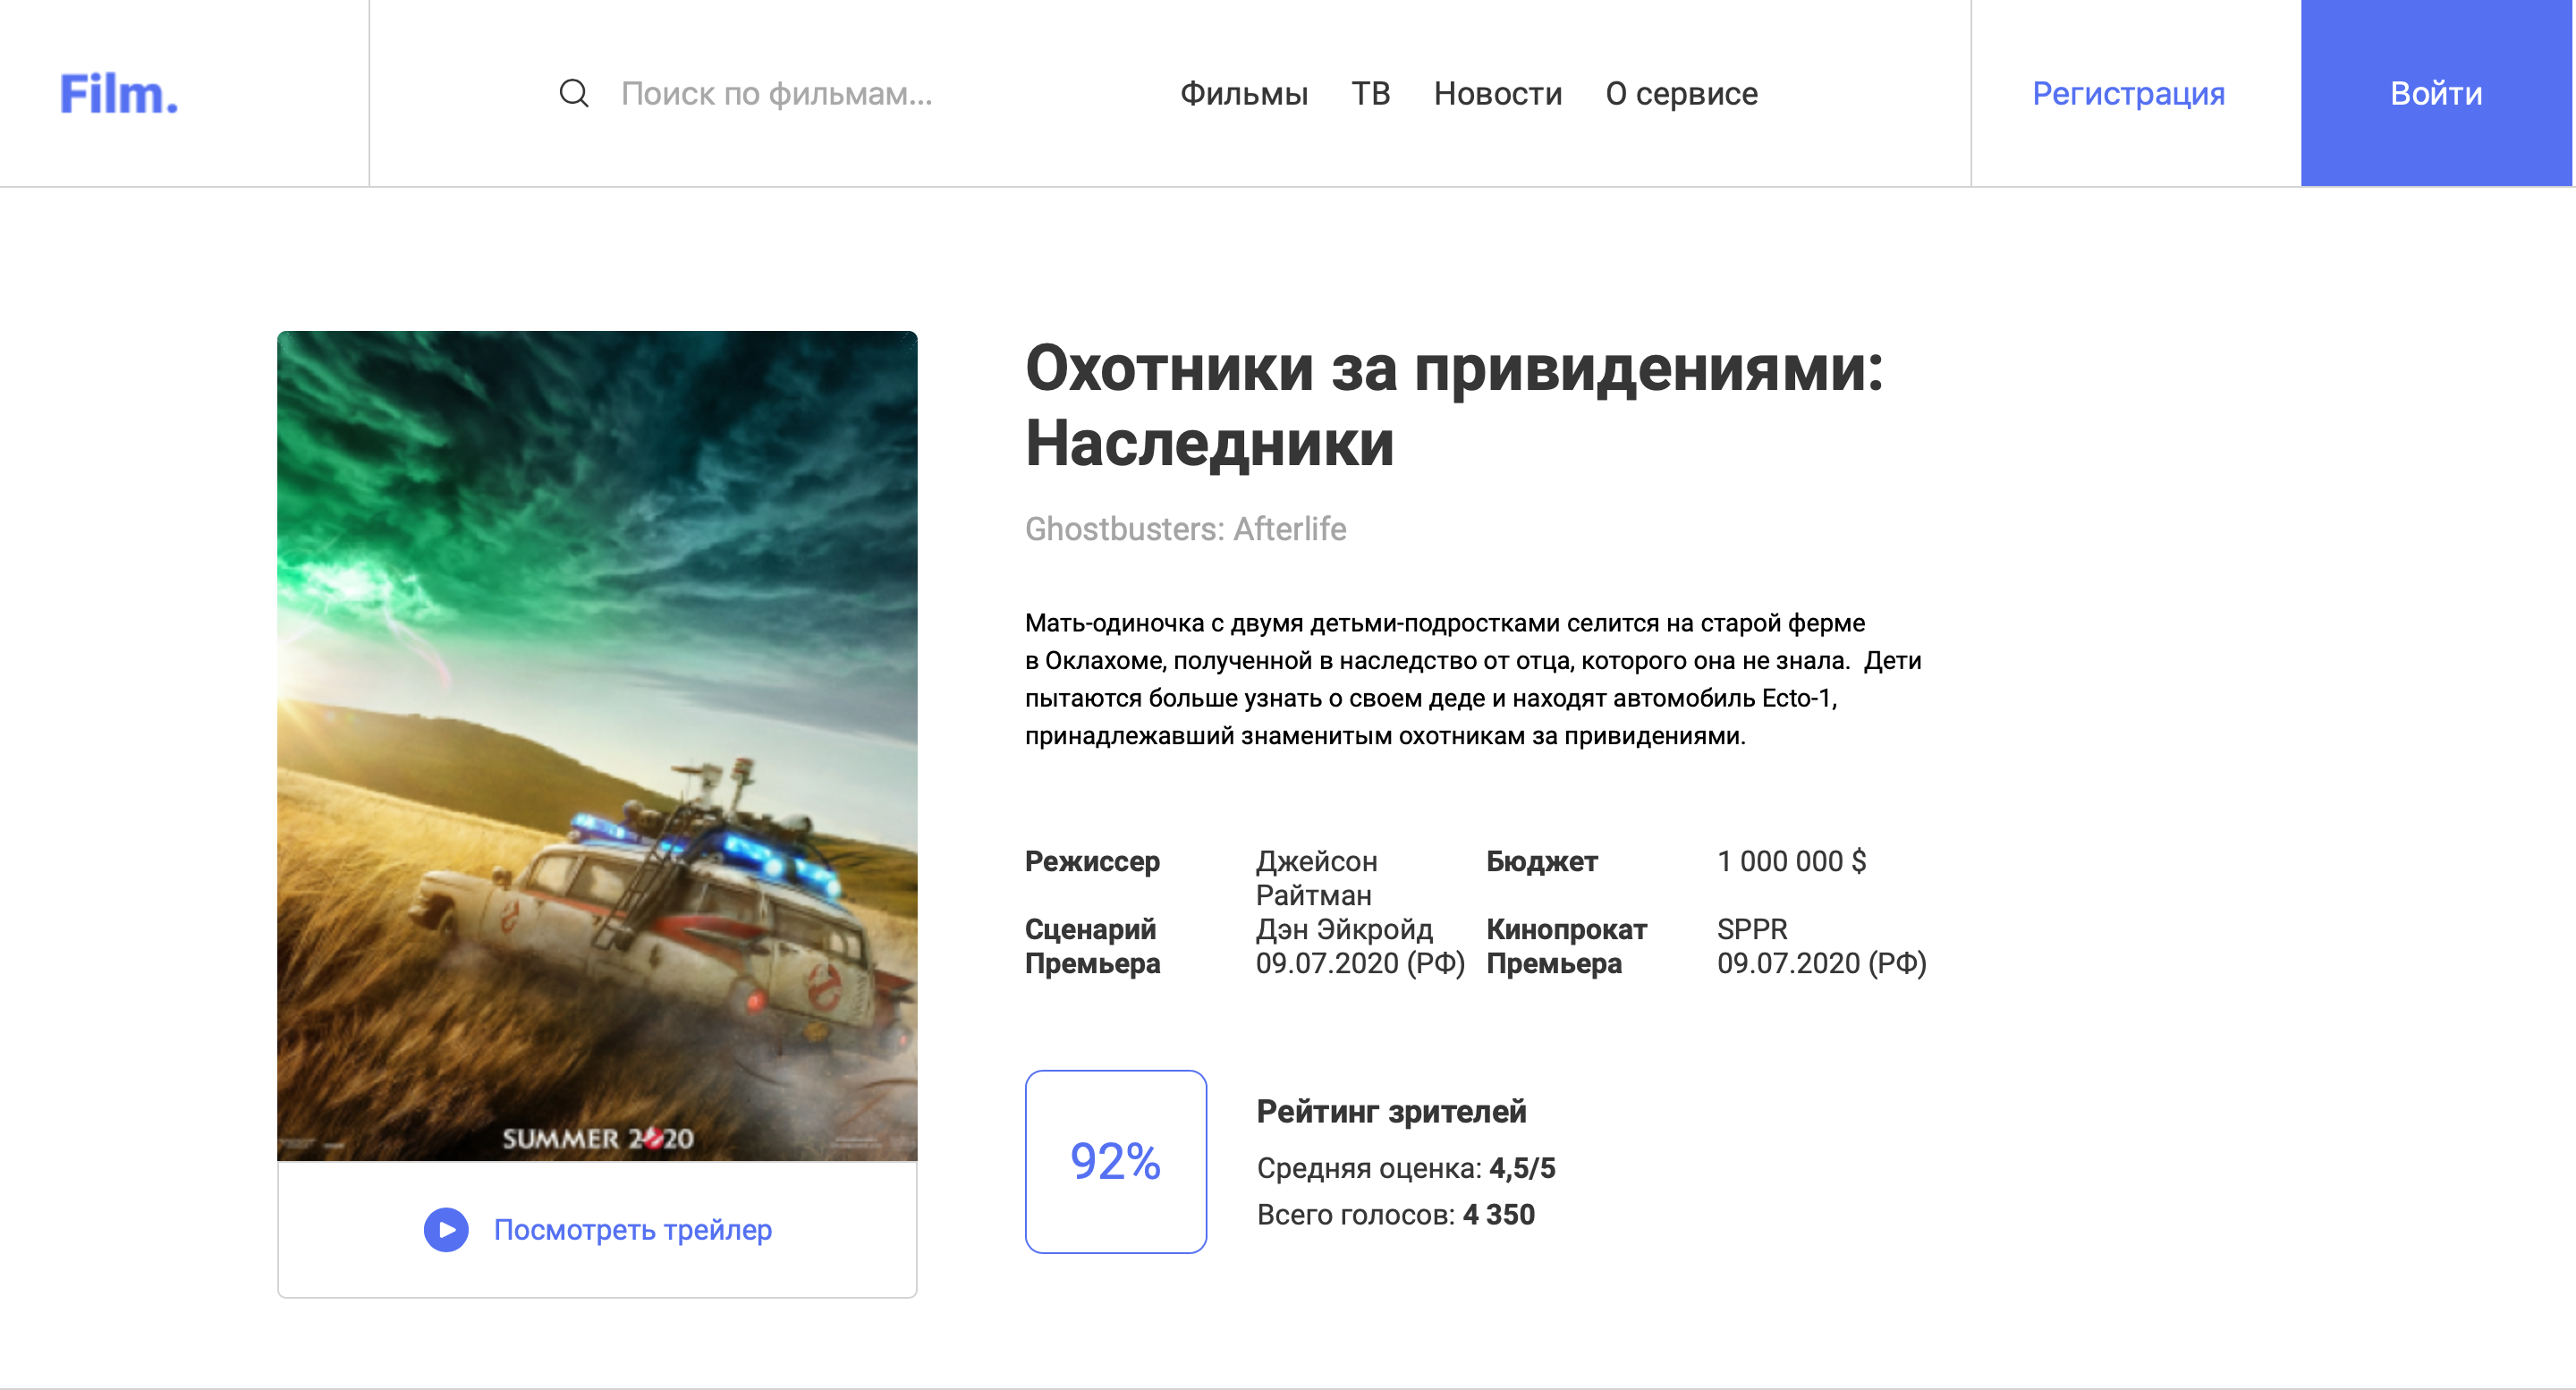 Film.
Поиск по фильмам...
Фильмы ТВ Новости О сервисе
Регистрация
Войти
Охотники за привидениями:
Наследники
Ghostbusters: Afterlife
Мать-одиночка с двумя детьми-подростками селится на старой ферме
в Оклахоме, полученной в наследство от отца, которого она не знала. Дети
пытаются больше узнать о своем деде и находят автомобиль Ecto-1,
принадлежавший знаменитым охотникам за привидениями.
Режиссер Джейсон Райтман Бюджет 1 000 000 $
Сценарий Дэн Эйкройд Кинопрокат SPPR
Премьера 09.07.2020 (РФ) Премьера 09.07.2020 (РФ)
92%
Рейтинг зрителей
Средняя оценка: 4,5/5
Всего голосов: 4 350
SUMMER 2020
Посмотреть трейлер